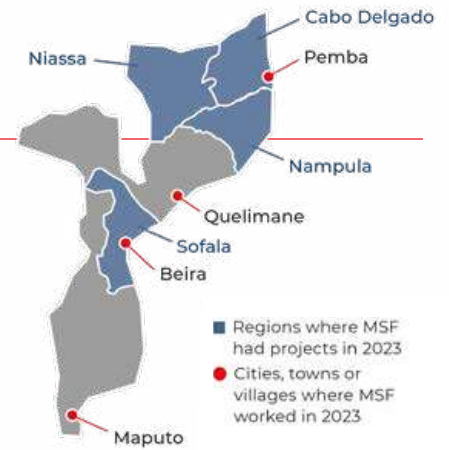 Cabo Delgado
Niassa
Pemba
Nampula
Quelimane
Sofala
Beira
Regions where MSF
had projects in 2023
Cities, towns or
villages where MSF
worked in 2023
Maputo